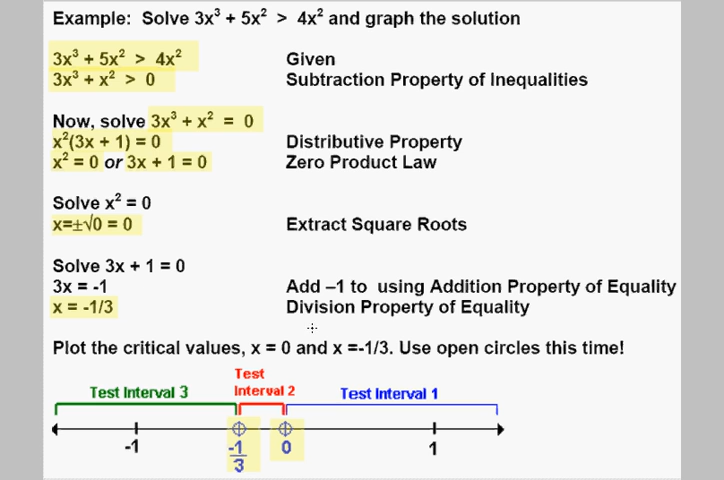 Example: Solve 3x³ + 5x² > 4x² and graph the solution
3x³ + 5x² > 4x² Given
3x³ + x² > 0 Subtraction Property of Inequalities
Now, solve 3x³ + x² = 0
x²(3x + 1) = 0 Distributive Property
x² = 0 or 3x + 1 = 0 Zero Product Law
Solve x² = 0
x=±√0 = 0 Extract Square Roots
Solve 3x + 1 = 0
3x = -1 Add –1 to using Addition Property of Equality
x = -1/3 Division Property of Equality
Plot the critical values, x = 0 and x =-1/3. Use open circles this time!
Test Interval 3
Test
Interval 2
Test Interval 1
-1
-1
3
0
1